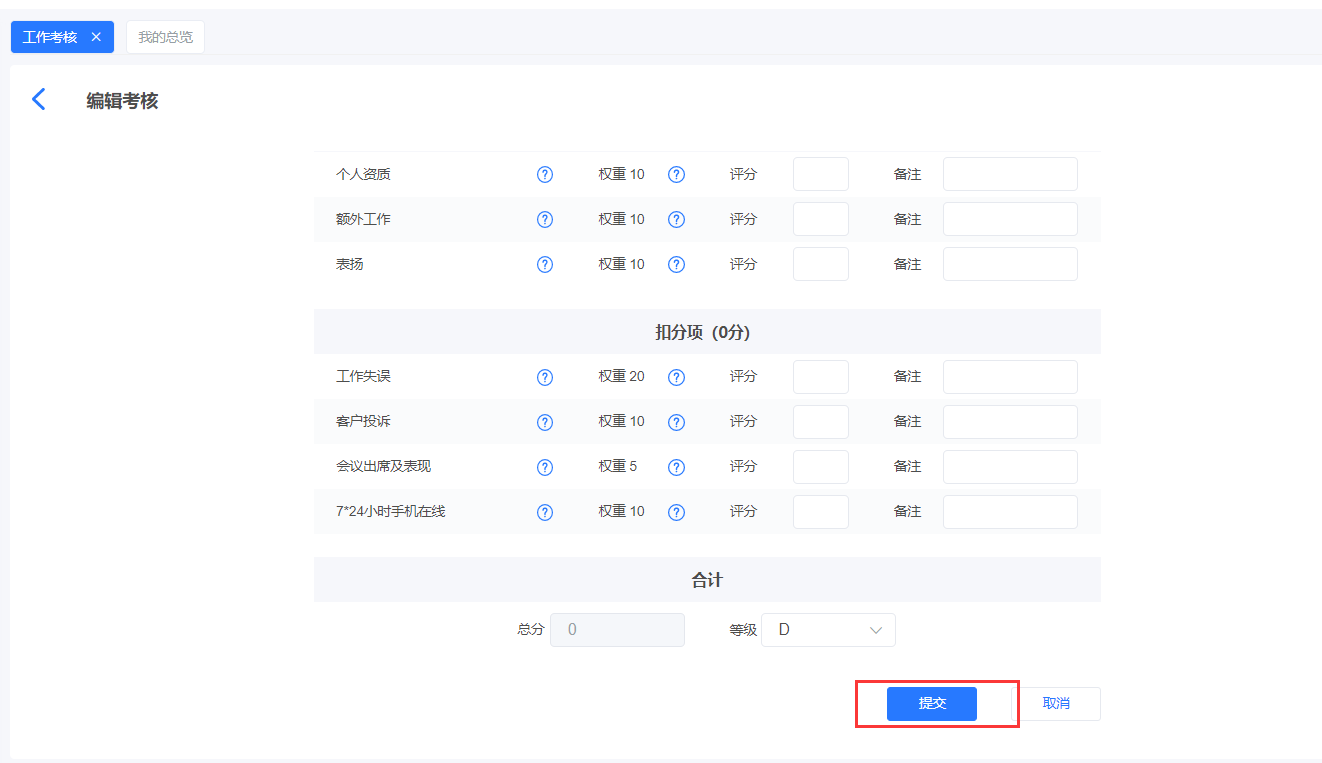 工作考核 × 我的总览
编辑考核
个人资质 ? 权重 10 ? 评分 备注
额外工作 ? 权重 10 ? 评分 备注
表扬 ? 权重 10 ? 评分 备注
扣分项（0分)
工作失误 ? 权重 20 ? 评分 备注
客户投诉 ? 权重 10 ? 评分 备注
会议出席及表现 ? 权重 5 ? 评分 备注
7*24小时手机在线 ? 权重 10 ? 评分 备注
合计
总分 0 等级 D
提交 取消